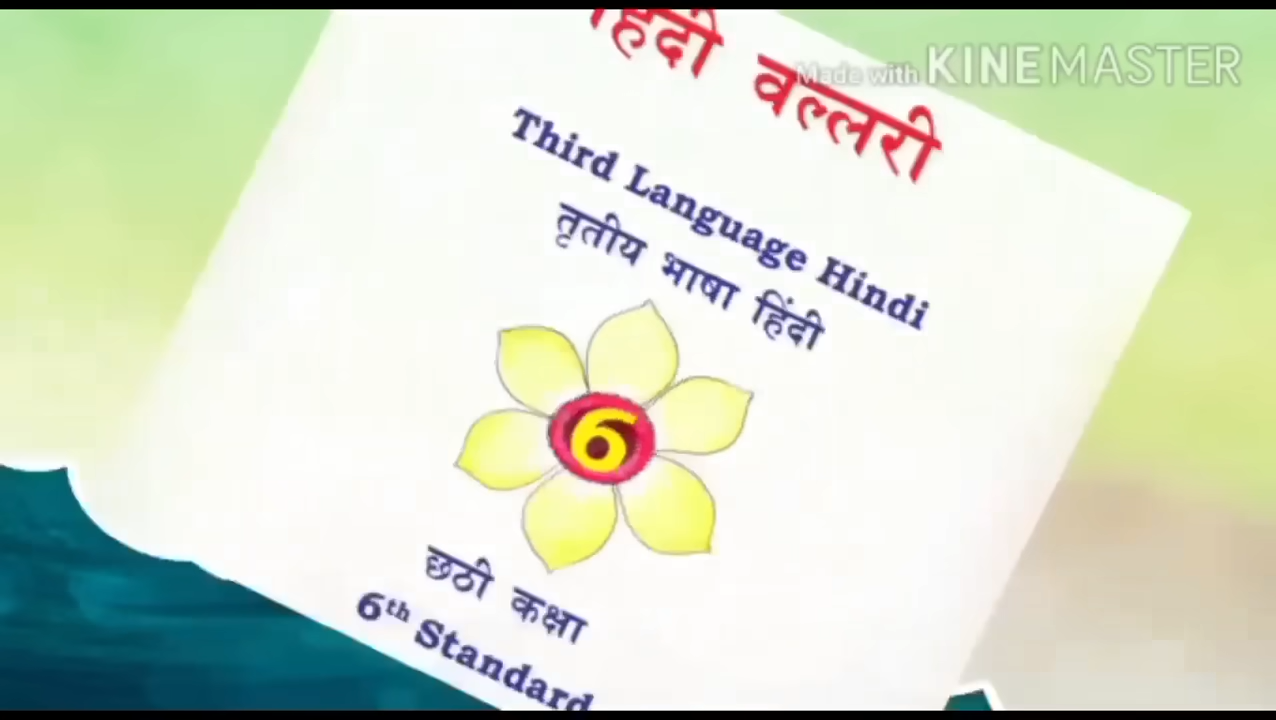 हिंदी वल्लरी
Made with KINEMASTER
Third Language Hindi
तृतीय भाषा हिंदी
6
छठी कक्षा
6th Standard